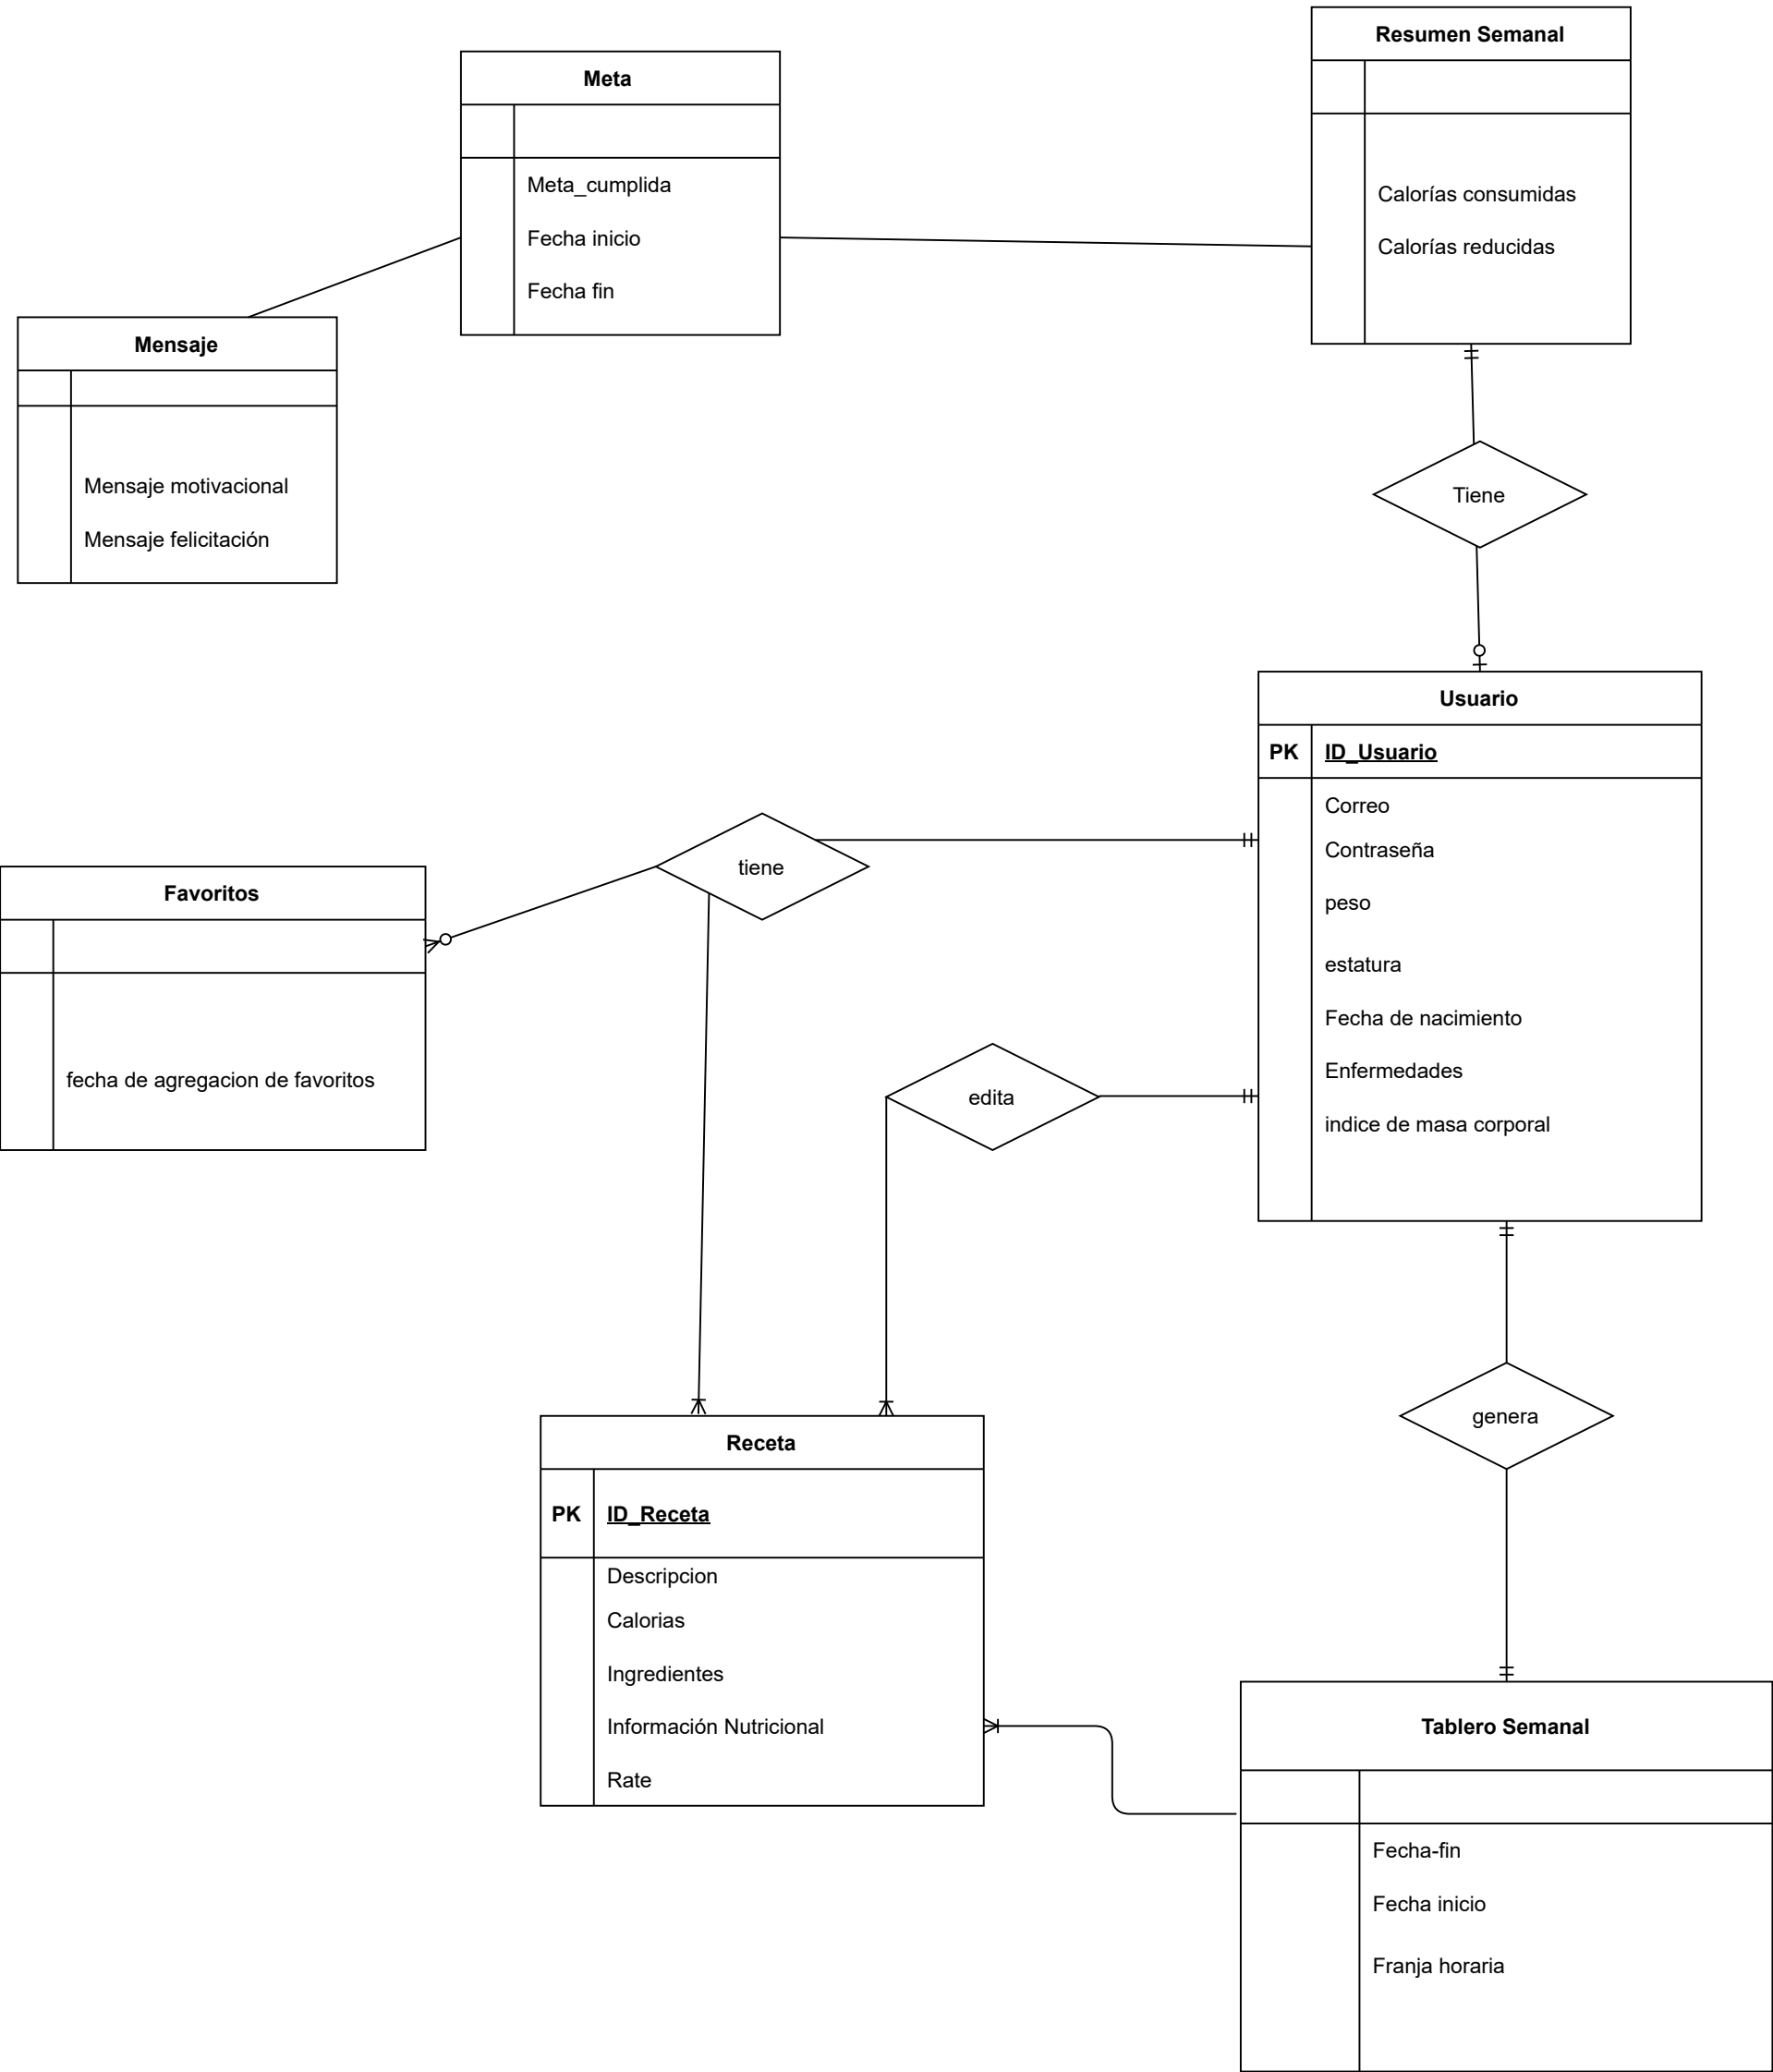 Resumen Semanal
Calorías consumidas
Calorías reducidas
Meta
Meta_cumplida
Fecha inicio
Fecha fin
Mensaje
Mensaje motivacional
Mensaje felicitación
Tiene
Usuario
PK ID_Usuario
Correo
Contraseña
peso
estatura
Fecha de nacimiento
Enfermedades
indice de masa corporal
tiene
Favoritos
fecha de agregacion de favoritos
edita
genera
Receta
PK ID_Receta
Descripcion
Calorias
Ingredientes
Información Nutricional
Rate
Tablero Semanal
Fecha-fin
Fecha inicio
Franja horaria